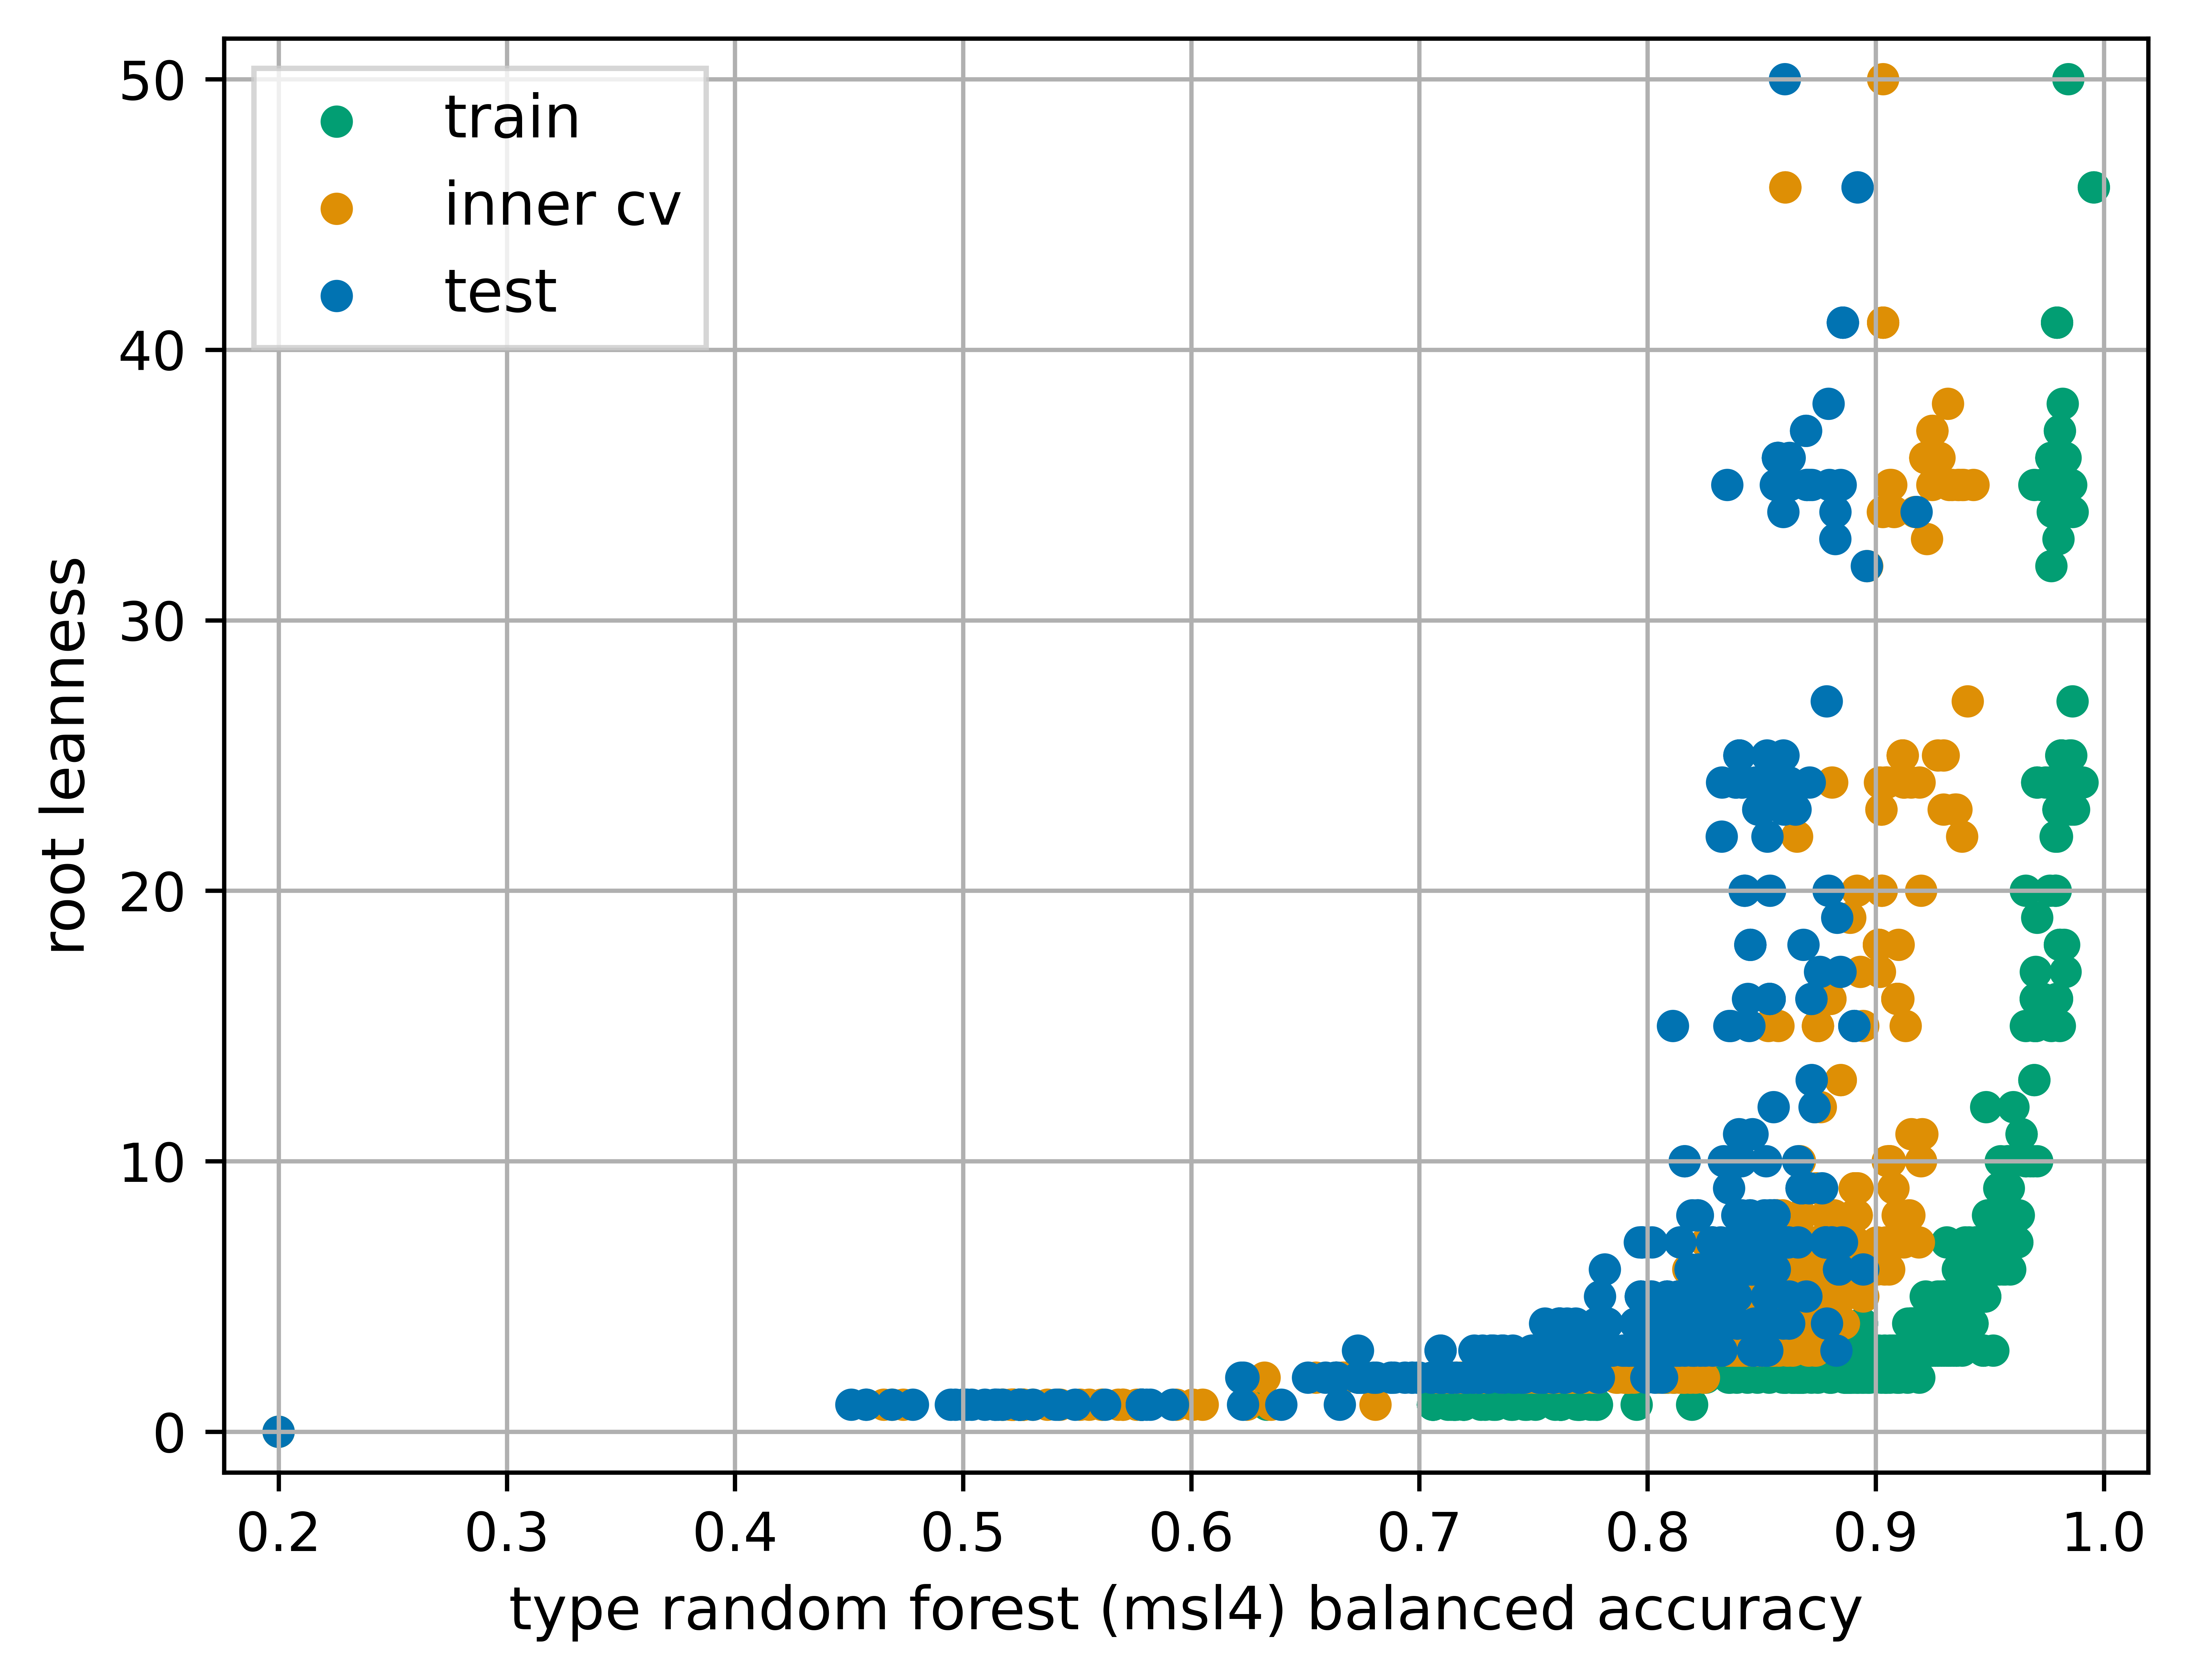 train
inner cv
test
50
40
30
20
10
0
root leanness
0.2 0.3 0.4 0.5 0.6 0.7 0.8 0.9 1.0
type random forest (msl4) balanced accuracy